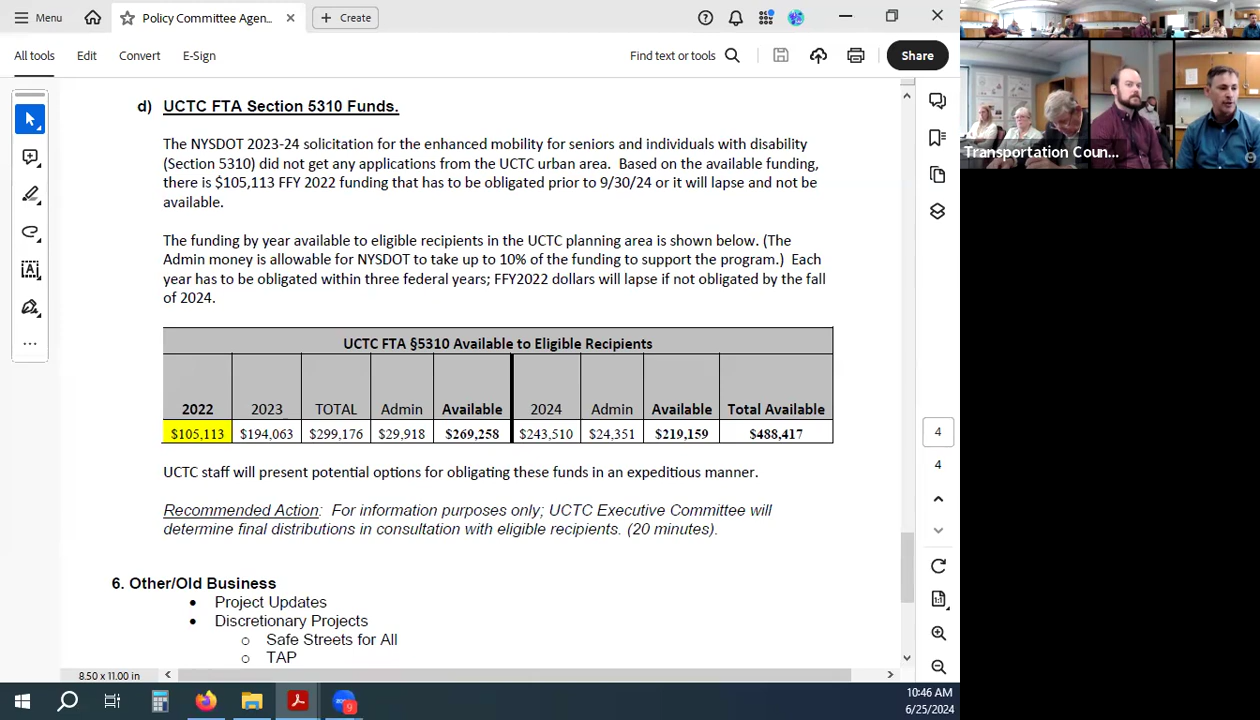 Menu
Policy Committee Agen...
Create
All tools
Edit
Convert
E-Sign
Find text or tools
Share
d) UCTC FTA Section 5310 Funds.
The NYSDOT 2023-24 solicitation for the enhanced mobility for seniors and individuals with disability
(Section 5310) did not get any applications from the UCTC urban area. Based on the available funding,
there is $105,113 FFY 2022 funding that has to be obligated prior to 9/30/24 or it will lapse and not be
available.
The funding by year available to eligible recipients in the UCTC planning area is shown below. (The
Admin money is allowable for NYSDOT to take up to 10% of the funding to support the program.) Each
year has to be obligated within three federal years; FFY2022 dollars will lapse if not obligated by the fall
of 2024.
UCTC FTA §5310 Available to Eligible Recipients
2022 2023 TOTAL Admin Available 2024 Admin Available Total Available
$105,113 $194,063 $299,176 $29,918 $269,258 $243,510 $24,351 $219,159 $488,417
UCTC staff will present potential options for obligating these funds in an expeditious manner.
Recommended Action: For information purposes only; UCTC Executive Committee will
determine final distributions in consultation with eligible recipients. (20 minutes).
6. Other/Old Business
• Project Updates
• Discretionary Projects
o Safe Streets for All
o TAP
4
4
1:1
8.50 x 11.00 in
Transportation Coun...
9
10:46 AM
6/25/2024